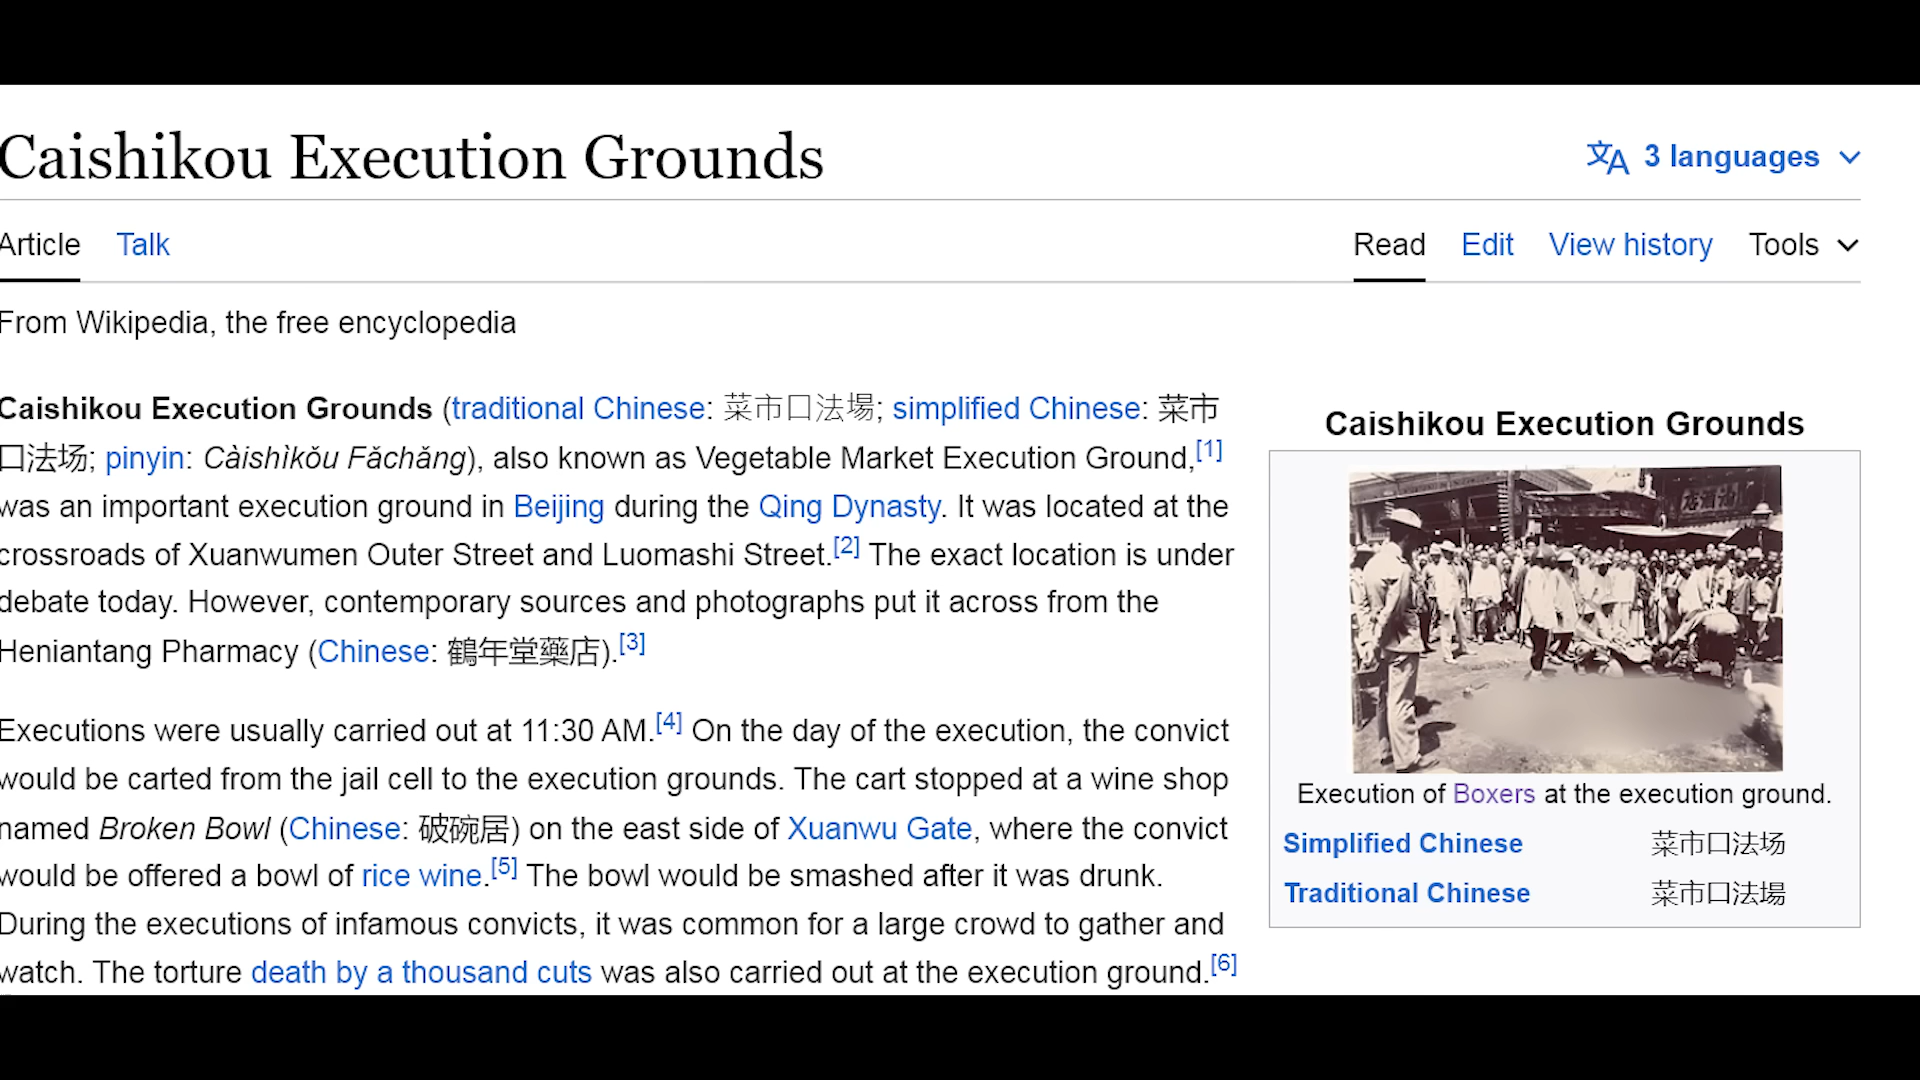 Caishikou Execution Grounds
文A 3 languages
Article Talk
Read Edit View history Tools
From Wikipedia, the free encyclopedia
Caishikou Execution Grounds (traditional Chinese: 菜市口法場; simplified Chinese: 菜市
口法场; pinyin: Càishìkǒu Fǎchǎng), also known as Vegetable Market Execution Ground,[1]
was an important execution ground in Beijing during the Qing Dynasty. It was located at the
crossroads of Xuanwumen Outer Street and Luomashi Street.[2] The exact location is under
debate today. However, contemporary sources and photographs put it across from the
Heniantang Pharmacy (Chinese: 鶴年堂藥店).[3]
Executions were usually carried out at 11:30 AM.[4] On the day of the execution, the convict
would be carted from the jail cell to the execution grounds. The cart stopped at a wine shop
named Broken Bowl (Chinese: 破碗居) on the east side of Xuanwu Gate, where the convict
would be offered a bowl of rice wine.[5] The bowl would be smashed after it was drunk.
During the executions of infamous convicts, it was common for a large crowd to gather and
watch. The torture death by a thousand cuts was also carried out at the execution ground.[6]
Caishikou Execution Grounds
Execution of Boxers at the execution ground.
Simplified Chinese 菜市口法场
Traditional Chinese 菜市口法場